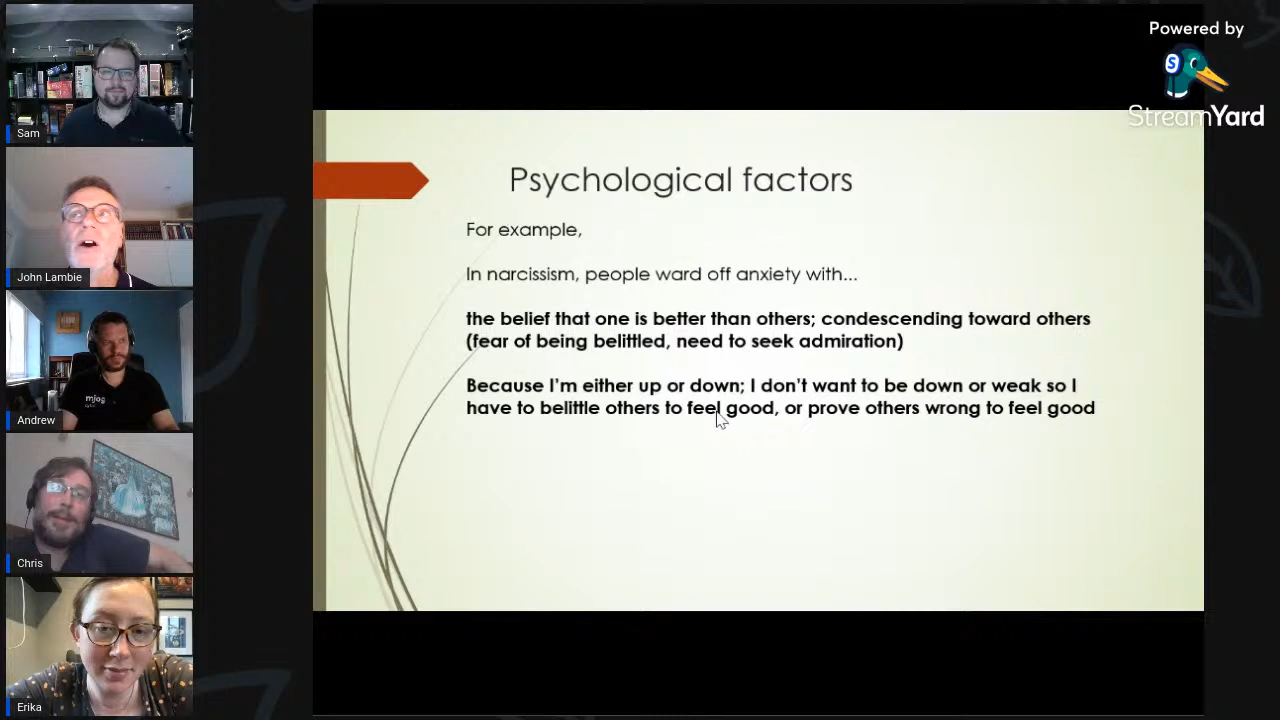 Powered by
StreamYard
Sam
John Lambie
Andrew
mjog
Chris
Erika
Psychological factors
For example,
In narcissism, people ward off anxiety with...
the belief that one is better than others; condescending toward others
(fear of being belittled, need to seek admiration)
Because I'm either up or down; I don't want to be down or weak so I
have to belittle others to feel good, or prove others wrong to feel good